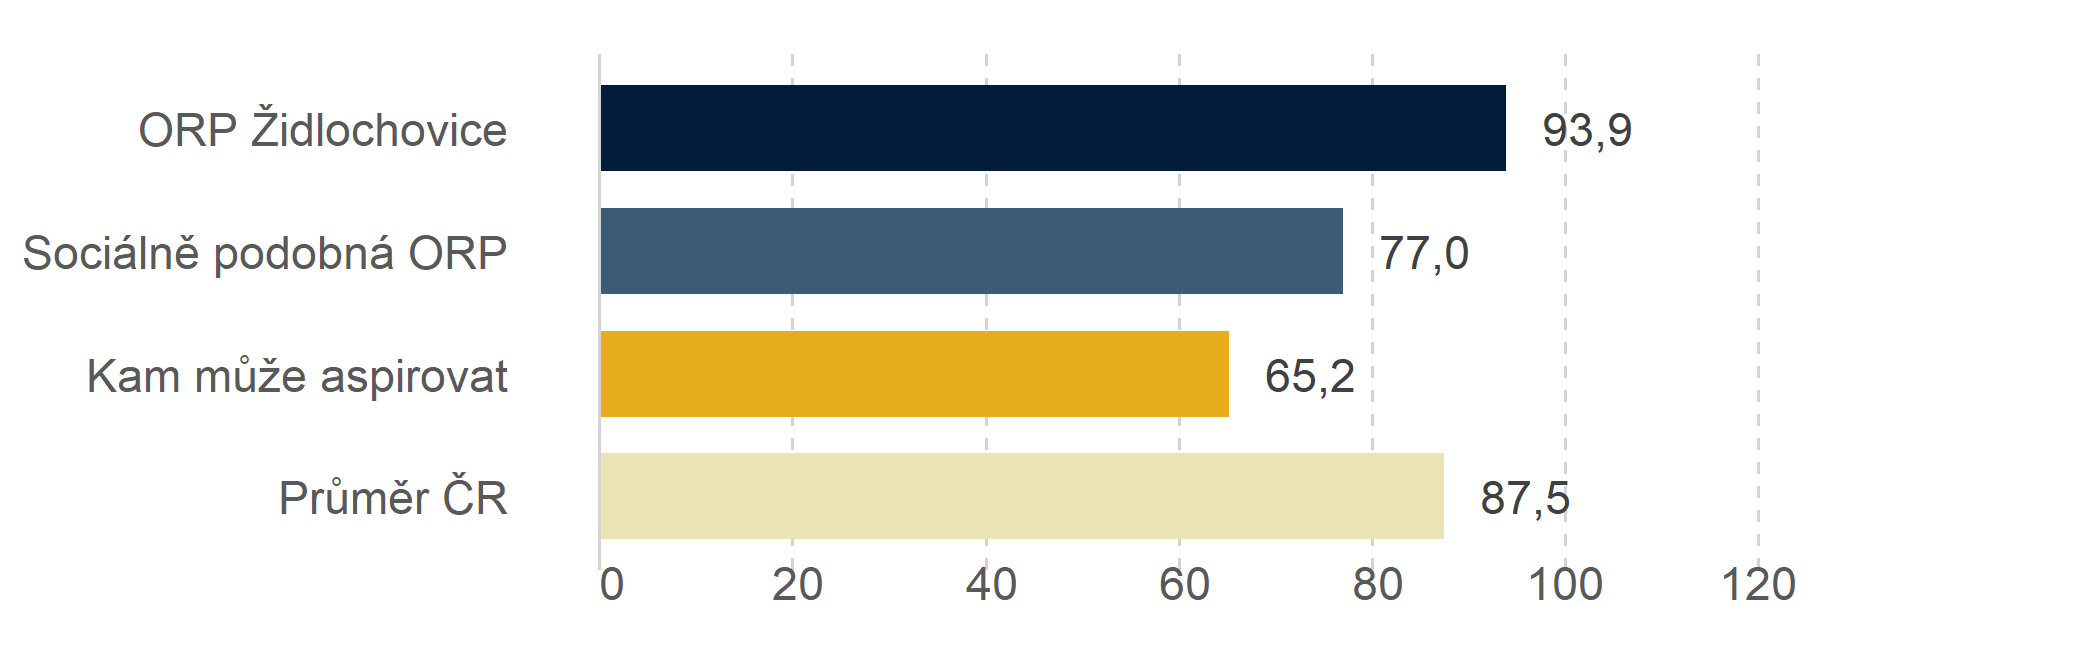 ORP Židlochovice 93,9
Sociálně podobná ORP 77,0
Kam může aspirovat 65,2
Průměr ČR 87,5
0 20 40 60 80 100 120